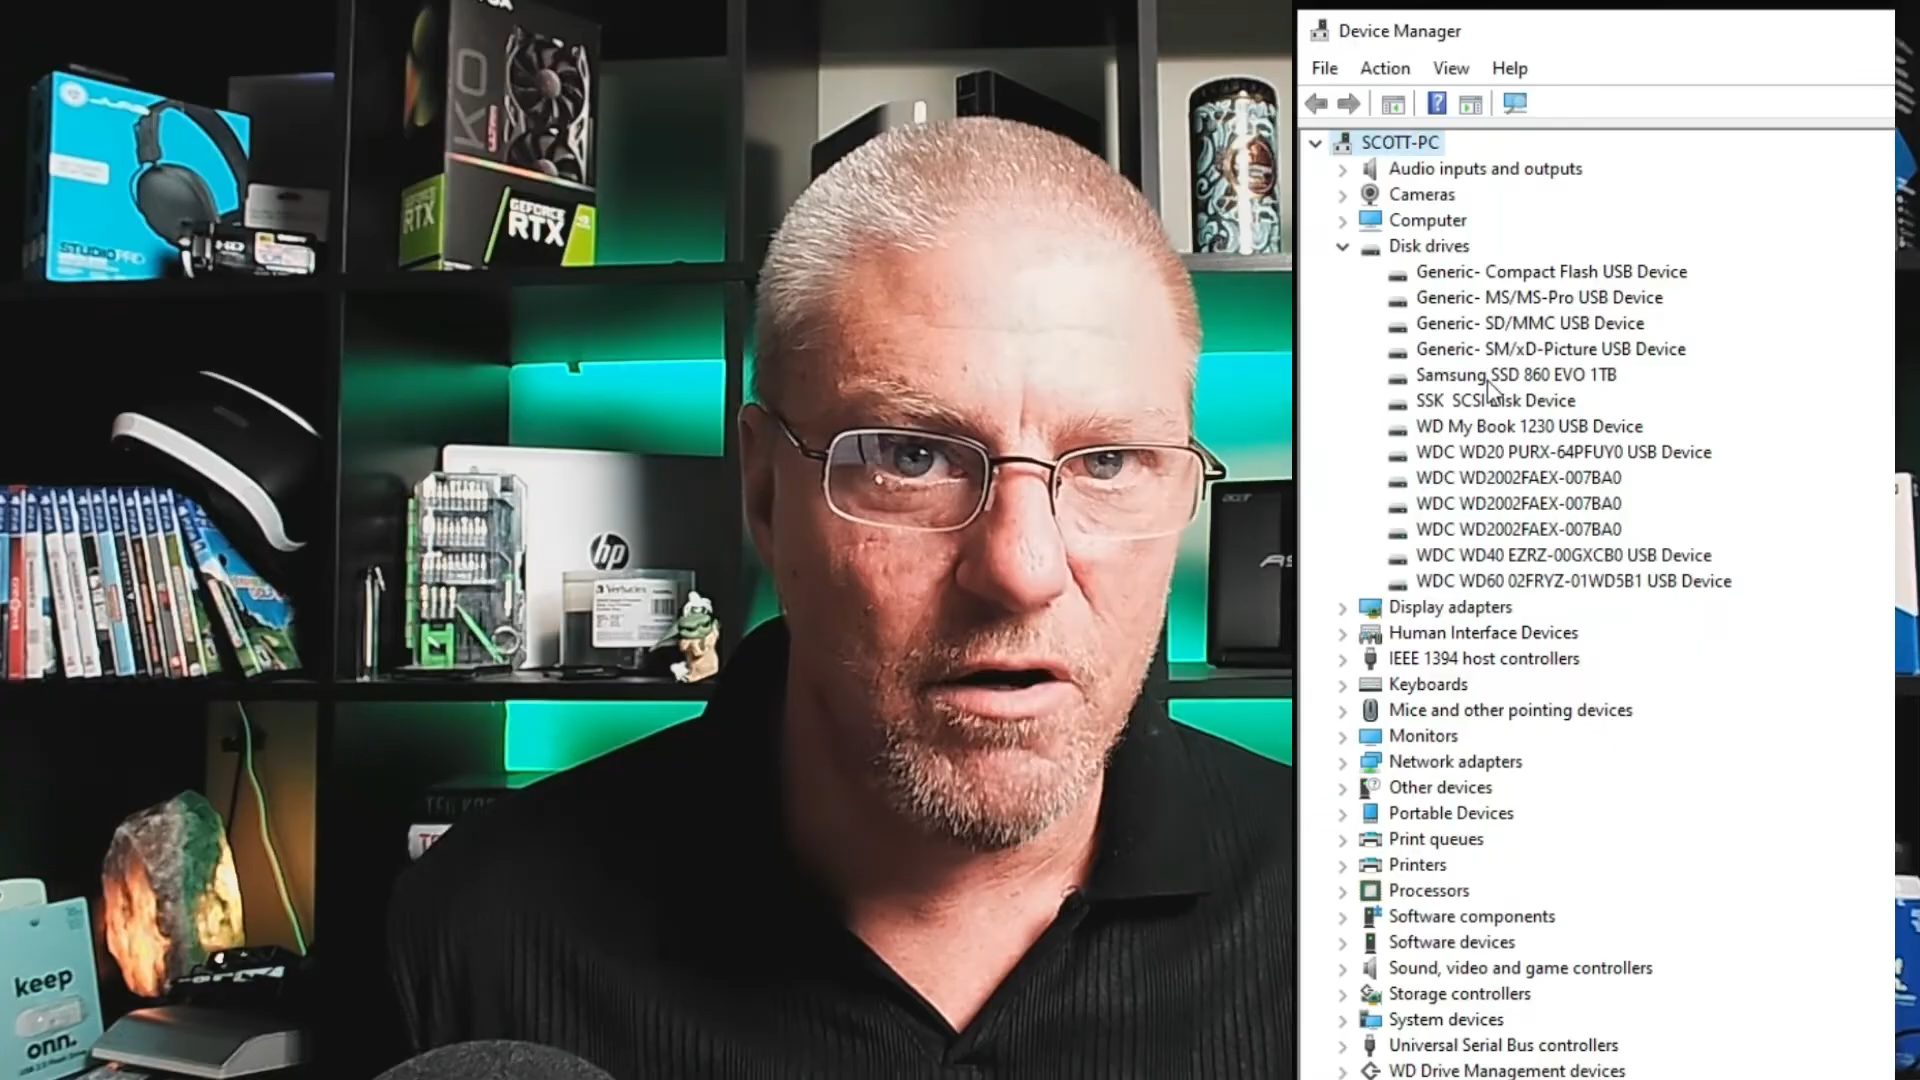 KO
GEFORCE
RTX
RTX
STUDIOPRO
hp
Verbatim
acer
keep
onn.
Device Manager
File Action View Help
SCOTT-PC
Audio inputs and outputs
Cameras
Computer
Disk drives
Generic- Compact Flash USB Device
Generic- MS/MS-Pro USB Device
Generic- SD/MMC USB Device
Generic- SM/xD-Picture USB Device
Samsung SSD 860 EVO 1TB
SSK SCSI Disk Device
WD My Book 1230 USB Device
WDC WD20 PURX-64PFUY0 USB Device
WDC WD2002FAEX-007BA0
WDC WD2002FAEX-007BA0
WDC WD2002FAEX-007BA0
WDC WD40 EZRZ-00GXCB0 USB Device
WDC WD60 02FRYZ-01WD5B1 USB Device
Display adapters
Human Interface Devices
IEEE 1394 host controllers
Keyboards
Mice and other pointing devices
Monitors
Network adapters
Other devices
Portable Devices
Print queues
Printers
Processors
Software components
Software devices
Sound, video and game controllers
Storage controllers
System devices
Universal Serial Bus controllers
WD Drive Management devices